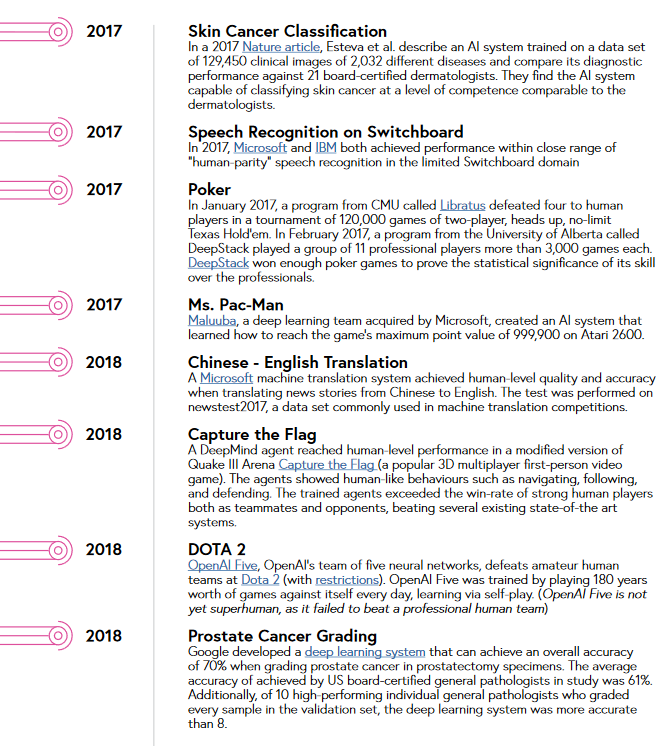 2017
Skin Cancer Classification
In a 2017 Nature article, Esteva et al. describe an AI system trained on a data set
of 129,450 clinical images of 2,032 different diseases and compare its diagnostic
performance against 21 board-certified dermatologists. They find the AI system
capable of classifying skin cancer at a level of competence comparable to the
dermatologists.
2017
Speech Recognition on Switchboard
In 2017, Microsoft and IBM both achieved performance within close range of
"human-parity" speech recognition in the limited Switchboard domain
2017
Poker
In January 2017, a program from CMU called Libratus defeated four to human
players in a tournament of 120,000 games of two-player, heads up, no-limit
Texas Hold'em. In February 2017, a program from the University of Alberta called
DeepStack played a group of 11 professional players more than 3,000 games each.
DeepStack won enough poker games to prove the statistical significance of its skill
over the professionals.
2017
Ms. Pac-Man
Maluuba, a deep learning team acquired by Microsoft, created an AI system that
learned how to reach the game's maximum point value of 999,900 on Atari 2600.
2018
Chinese - English Translation
A Microsoft machine translation system achieved human-level quality and accuracy
when translating news stories from Chinese to English. The test was performed on
newstest2017, a data set commonly used in machine translation competitions.
2018
Capture the Flag
A DeepMind agent reached human-level performance in a modified version of
Quake III Arena Capture the Flag (a popular 3D multiplayer first-person video
game). The agents showed human-like behaviours such as navigating, following,
and defending. The trained agents exceeded the win-rate of strong human players
both as teammates and opponents, beating several existing state-of-the art
systems.
2018
DOTA 2
OpenAI Five, OpenAI's team of five neural networks, defeats amateur human
teams at Dota 2 (with restrictions). OpenAI Five was trained by playing 180 years
worth of games against itself every day, learning via self-play. (OpenAI Five is not
yet superhuman, as it failed to beat a professional human team)
2018
Prostate Cancer Grading
Google developed a deep learning system that can achieve an overall accuracy
of 70% when grading prostate cancer in prostatectomy specimens. The average
accuracy of achieved by US board-certified general pathologists in study was 61%.
Additionally, of 10 high-performing individual general pathologists who graded
every sample in the validation set, the deep learning system was more accurate
than 8.